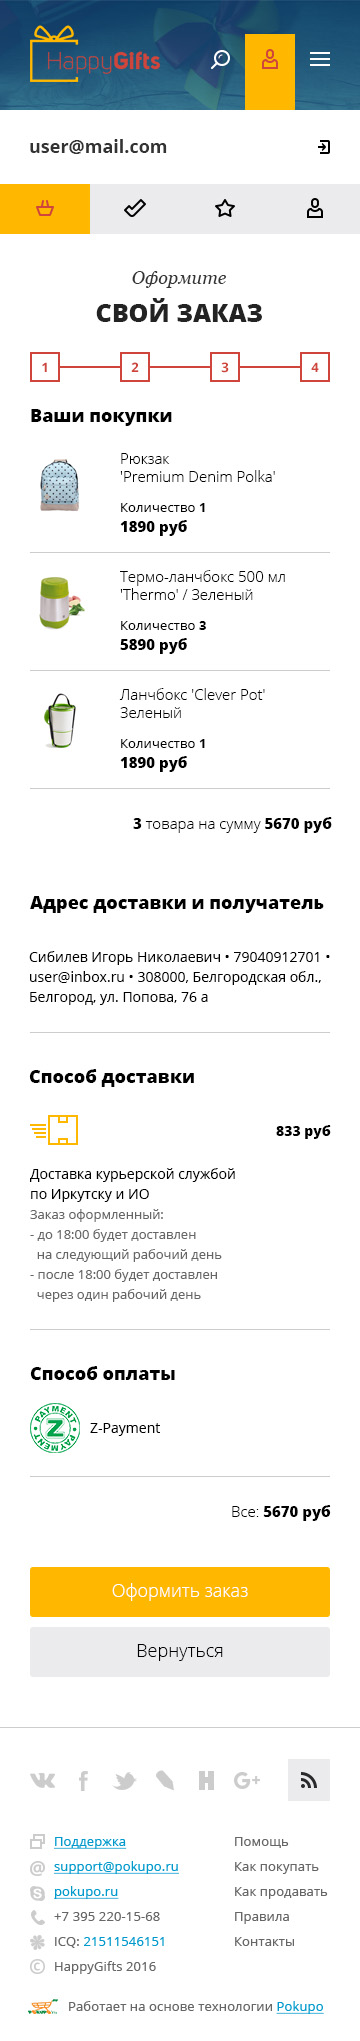 HappyGifts
user@mail.com
Оформите
СВОЙ ЗАКАЗ
1 2 3 4
Ваши покупки
Рюкзак
'Premium Denim Polka'
Количество 1
1890 руб
Термо-ланчбокс 500 мл
'Thermo' / Зеленый
Количество 3
5890 руб
Ланчбокс 'Clever Pot'
Зеленый
Количество 1
1890 руб
3 товара на сумму 5670 руб
Адрес доставки и получатель
Сибилев Игорь Николаевич • 79040912701 •
user@inbox.ru • 308000, Белгородская обл.,
Белгород, ул. Попова, 76 а
Способ доставки
833 руб
Доставка курьерской службой
по Иркутску и ИО
Заказ оформленный:
- до 18:00 будет доставлен
на следующий рабочий день
- после 18:00 будет доставлен
через один рабочий день
Способ оплаты
PAYMENT
Z
PAYMENT
Z-Payment
Все: 5670 руб
Оформить заказ
Вернуться
Поддержка
support@pokupo.ru
pokupo.ru
+7 395 220-15-68
ICQ: 21511546151
HappyGifts 2016
Помощь
Как покупать
Как продавать
Правила
Контакты
Работает на основе технологии Pokupo